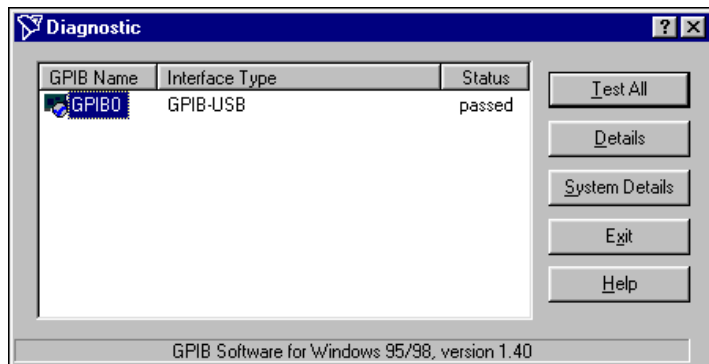 Diagnostic
GPIB Name Interface Type Status
GPIB0 GPIB-USB passed
Test All
Details
System Details
Exit
Help
GPIB Software for Windows 95/98, version 1.40